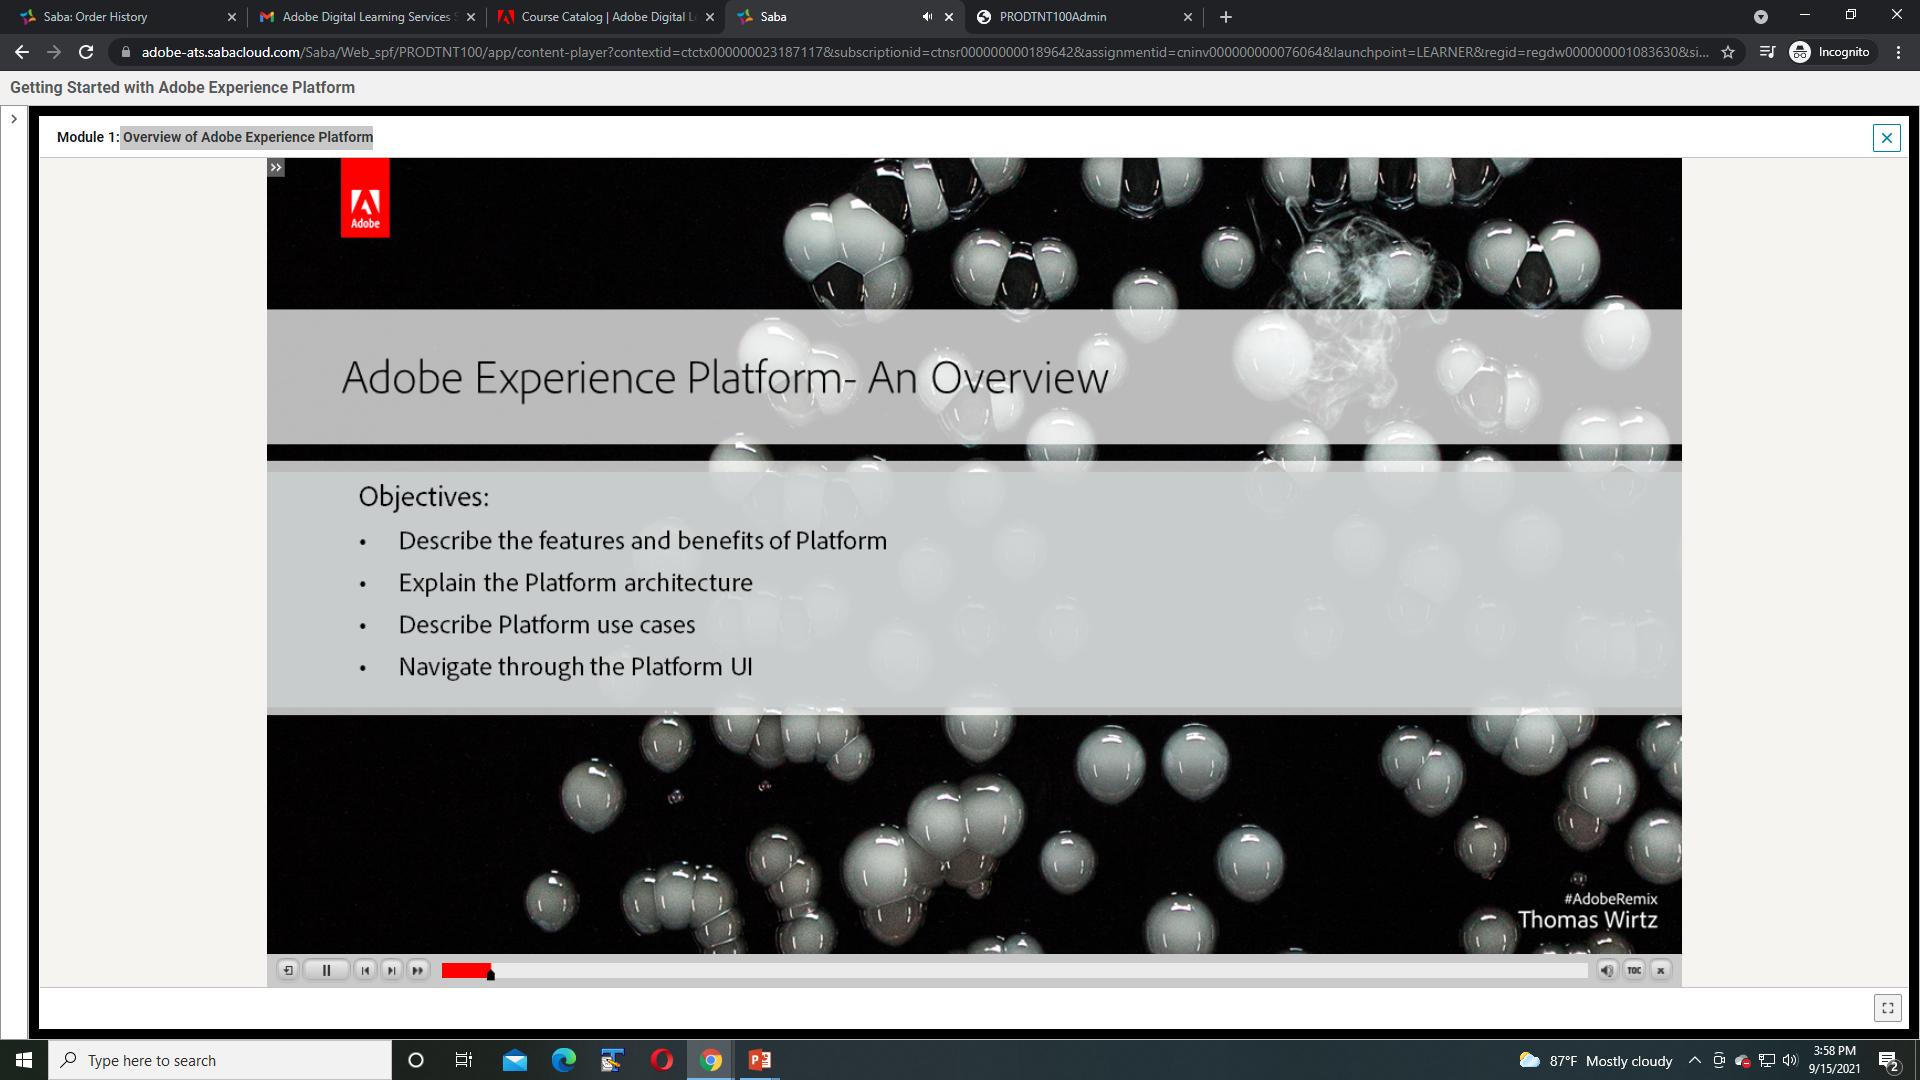 Saba: Order History
Adobe Digital Learning Services
Course Catalog | Adobe Digital L
Saba
PRODTNT100Admin
adobe-ats.sabacloud.com/Saba/Web_spf/PRODTNT100/app/content-player?contextid=ctctx000000023187117&subscriptionid=ctnsr000000000189642&assignmentid=cninv000000000076064&launchpoint=LEARNER&regid=regdw000000001083630&si...
Incognito
Getting Started with Adobe Experience Platform
Module 1: Overview of Adobe Experience Platform
Adobe
Adobe Experience Platform- An Overview
Objectives:
• Describe the features and benefits of Platform
• Explain the Platform architecture
• Describe Platform use cases
• Navigate through the Platform UI
#AdobeRemix
Thomas Wirtz
TOC
Type here to search
87°F Mostly cloudy
3:58 PM
9/15/2021
2